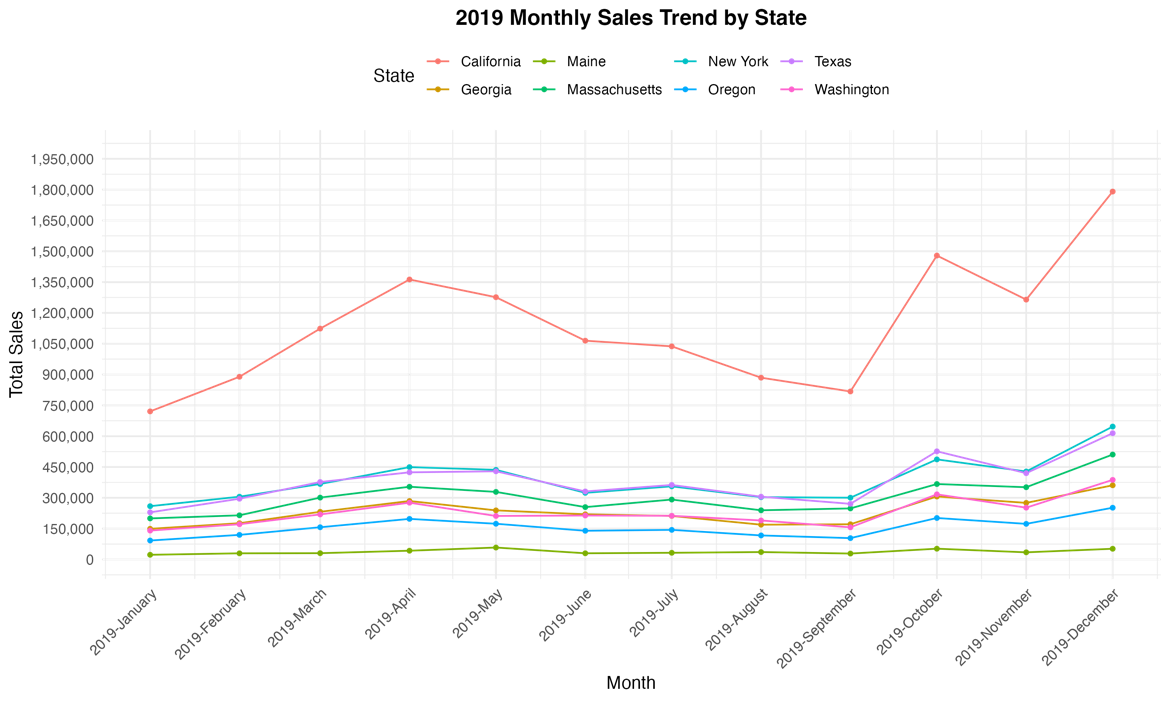 2019 Monthly Sales Trend by State
State
California Maine New York Texas
Georgia Massachusetts Oregon Washington
Total Sales
1,950,000
1,800,000
1,650,000
1,500,000
1,350,000
1,200,000
1,050,000
900,000
750,000
600,000
450,000
300,000
150,000
0
2019-January
2019-February
2019-March
2019-April
2019-May
2019-June
2019-July
2019-August
2019-September
2019-October
2019-November
2019-December
Month